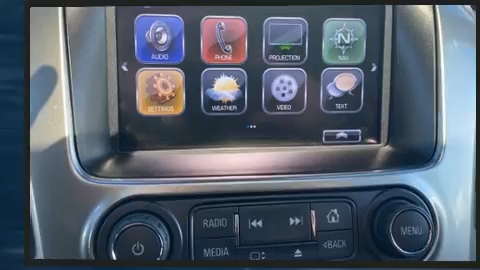 AUDIO PHONE PROJECTION N NAV
SETTINGS WEATHER VIDEO TEXT
RADIO
MEDIA
BACK
MENU